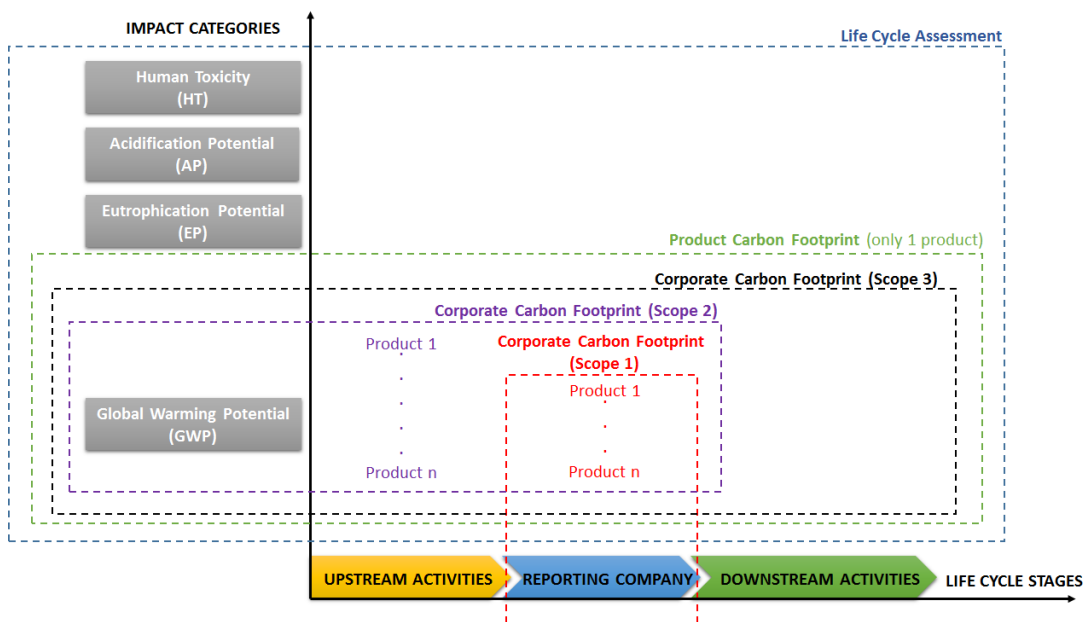 IMPACT CATEGORIES
Life Cycle Assessment
Human Toxicity
(HT)
Acidification Potential
(AP)
Eutrophication Potential
(EP)
Product Carbon Footprint (only 1 product)
Corporate Carbon Footprint (Scope 3)
Corporate Carbon Footprint (Scope 2)
Product 1
Corporate Carbon Footprint
(Scope 1)
Product 1
Global Warming Potential
(GWP)
Product n
Product n
UPSTREAM ACTIVITIES
REPORTING COMPANY
DOWNSTREAM ACTIVITIES
LIFE CYCLE STAGES